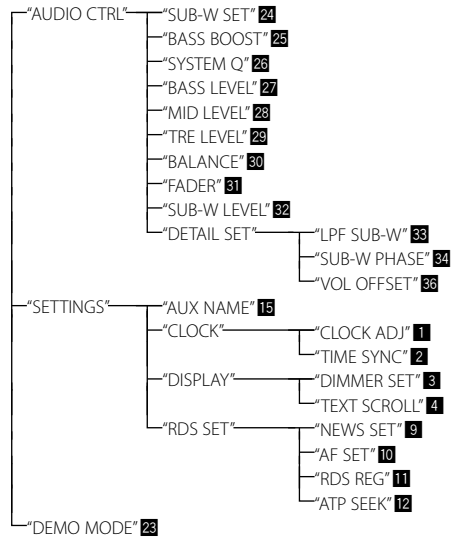 “AUDIO CTRL” “SUB-W SET” 24
“BASS BOOST” 25
“SYSTEM Q” 26
“BASS LEVEL” 27
“MID LEVEL” 28
“TRE LEVEL” 29
“BALANCE” 30
“FADER” 31
“SUB-W LEVEL” 32
“DETAIL SET” “LPF SUB-W” 33
“SUB-W PHASE” 34
“VOL OFFSET” 36
“SETTINGS” “AUX NAME” 15
“CLOCK” “CLOCK ADJ” 1
“TIME SYNC” 2
“DISPLAY” “DIMMER SET” 3
“TEXT SCROLL” 4
“RDS SET” “NEWS SET” 9
“AF SET” 10
“RDS REG” 11
“ATP SEEK” 12
“DEMO MODE” 23